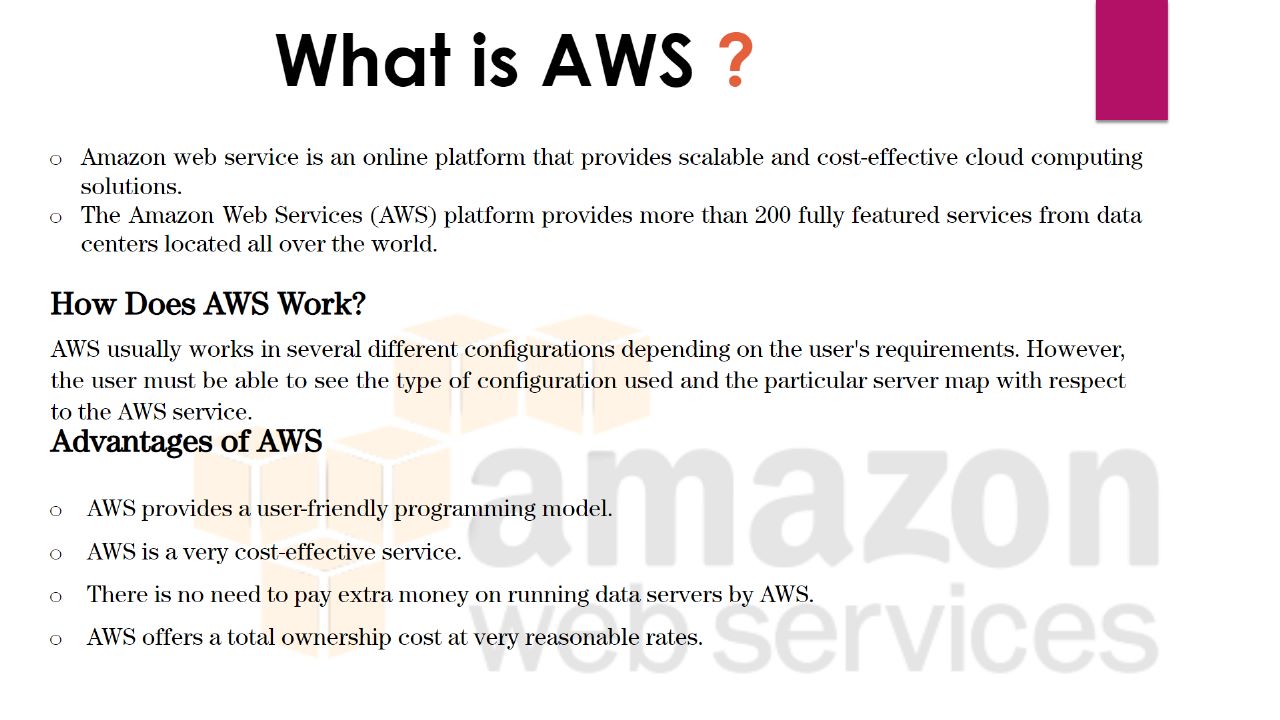 What is AWS ?
o Amazon web service is an online platform that provides scalable and cost-effective cloud computing
solutions.
o The Amazon Web Services (AWS) platform provides more than 200 fully featured services from data
centers located all over the world.
How Does AWS Work?
AWS usually works in several different configurations depending on the user's requirements. However,
the user must be able to see the type of configuration used and the particular server map with respect
to the AWS service.
Advantages of AWS
o AWS provides a user-friendly programming model.
o AWS is a very cost-effective service.
o There is no need to pay extra money on running data servers by AWS.
o AWS offers a total ownership cost at very reasonable rates.
amazon
web services